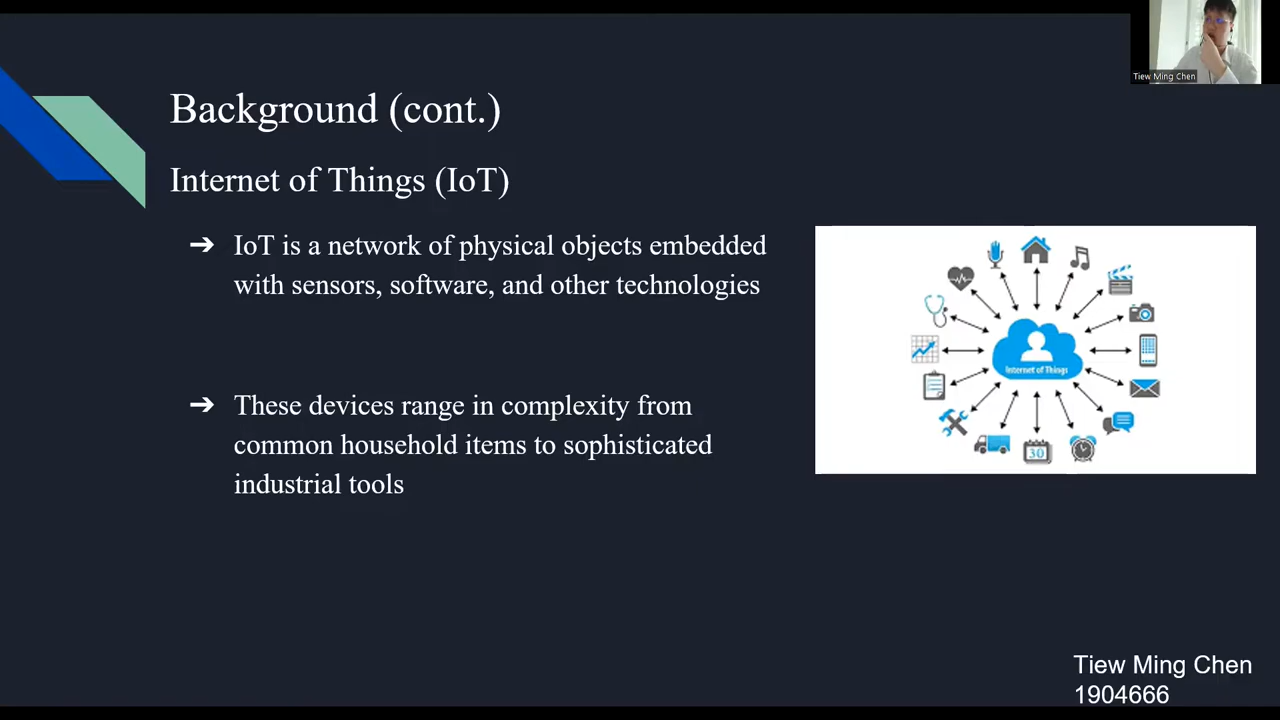 Tiew Ming Chen
Background (cont.)
Internet of Things (IoT)
➔ IoT is a network of physical objects embedded
with sensors, software, and other technologies
➔ These devices range in complexity from
common household items to sophisticated
industrial tools
Internet of Things
30
Tiew Ming Chen
1904666